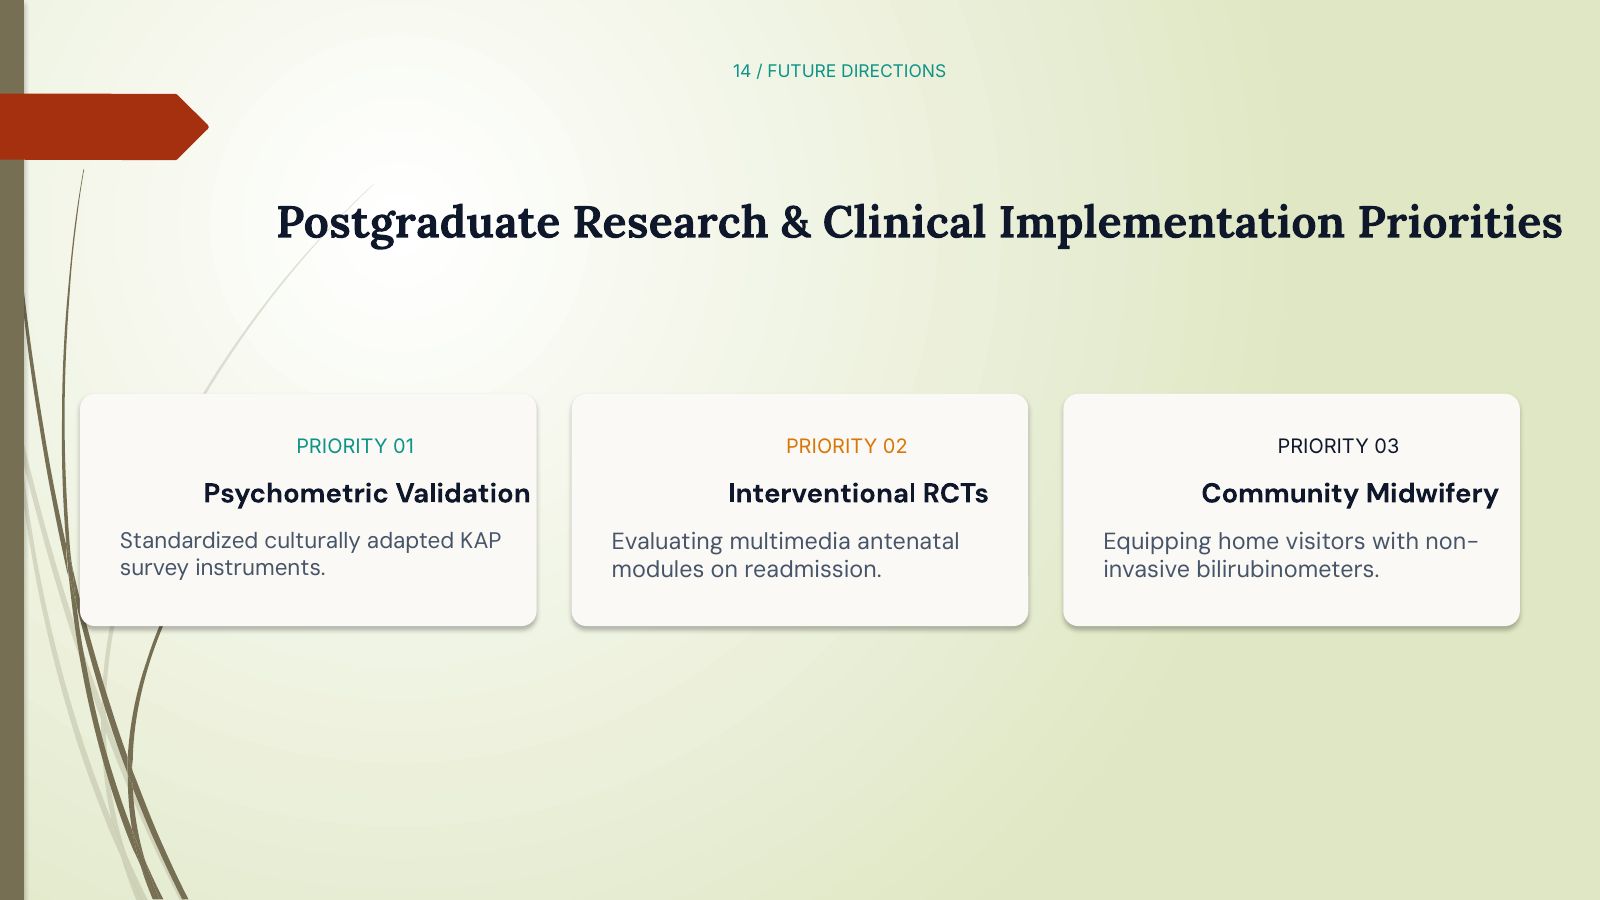 14 / FUTURE DIRECTIONS
Postgraduate Research & Clinical Implementation Priorities
PRIORITY 01
Psychometric Validation
Standardized culturally adapted KAP
survey instruments.
PRIORITY 02
Interventional RCTs
Evaluating multimedia antenatal
modules on readmission.
PRIORITY 03
Community Midwifery
Equipping home visitors with non-
invasive bilirubinometers.